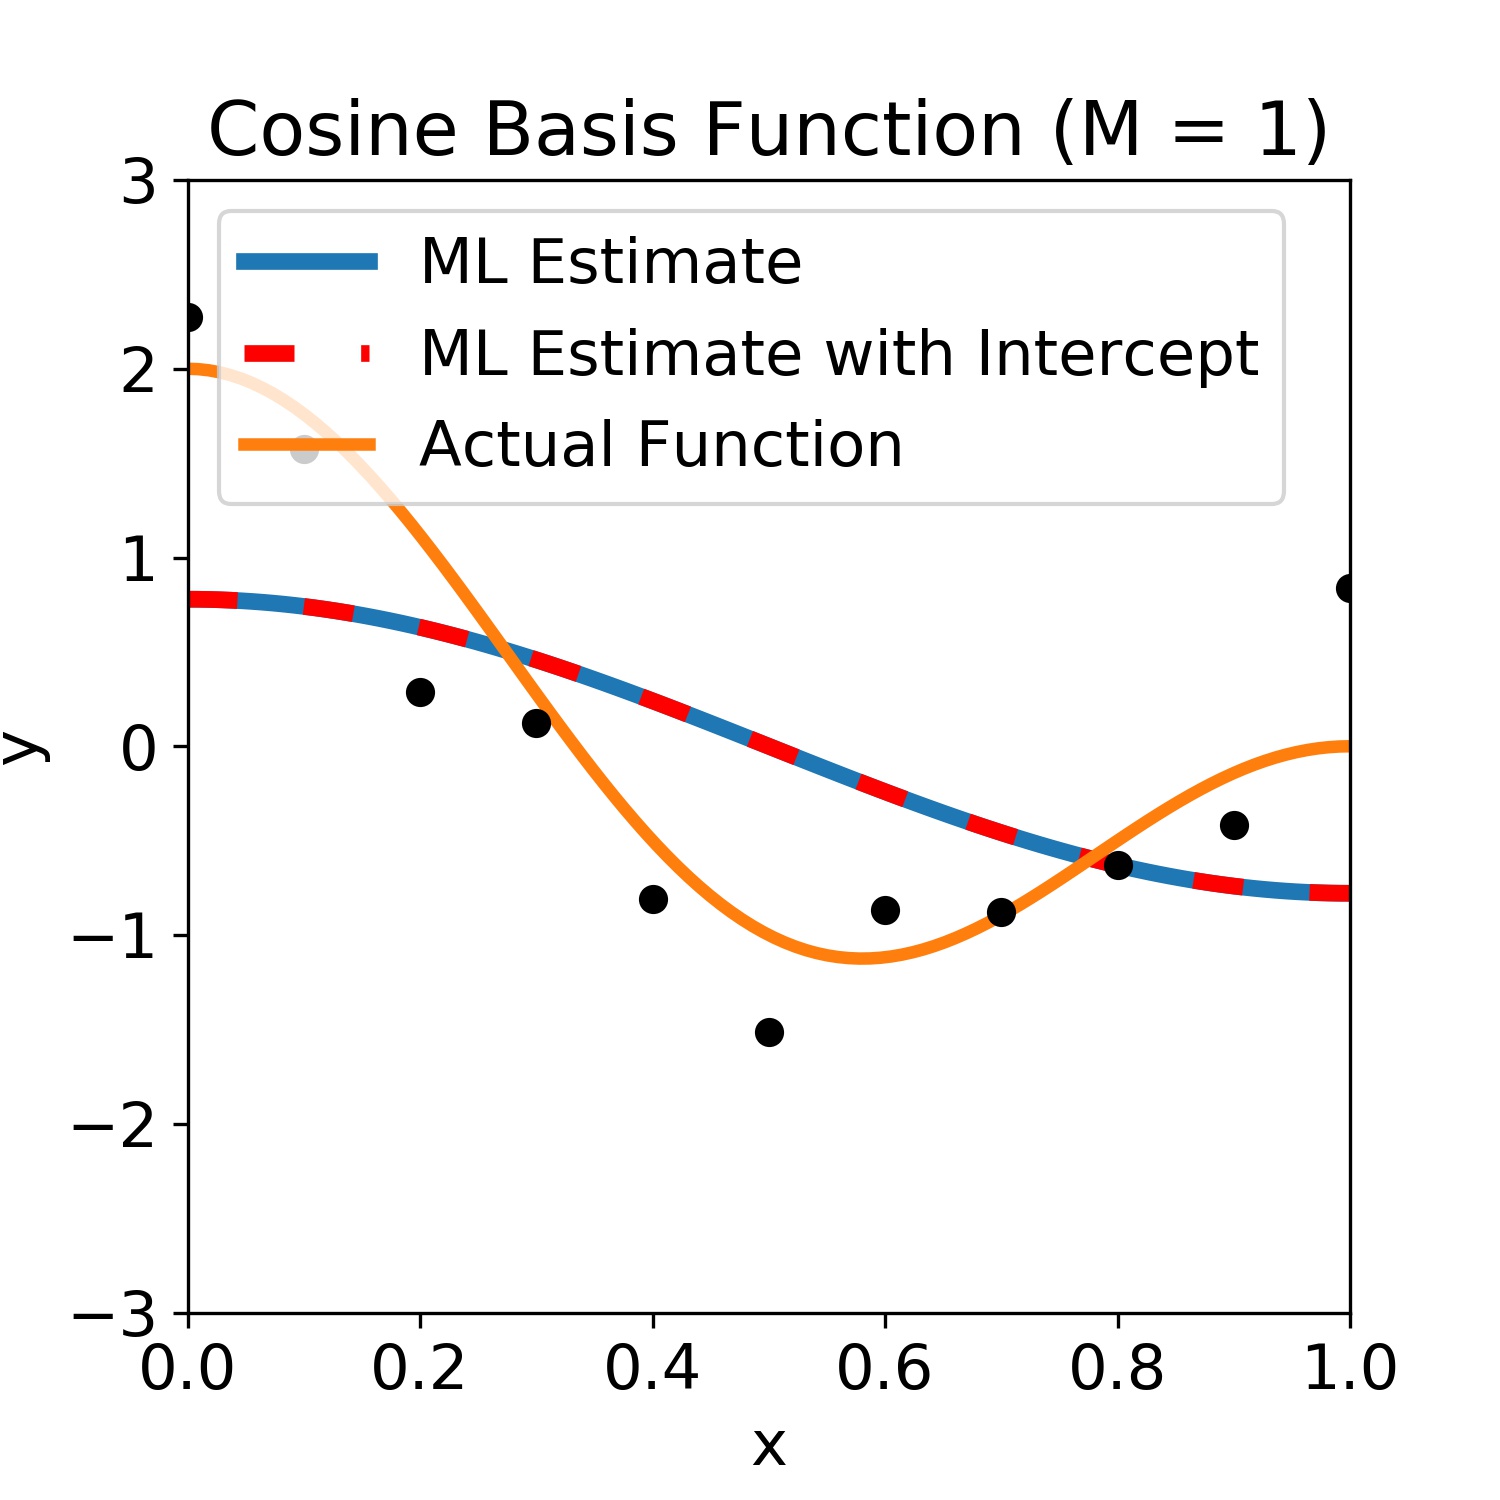 Cosine Basis Function (M = 1)
ML Estimate
ML Estimate with Intercept
Actual Function
3
2
1
0
−1
−2
−3
y
0.0 0.2 0.4 0.6 0.8 1.0
x